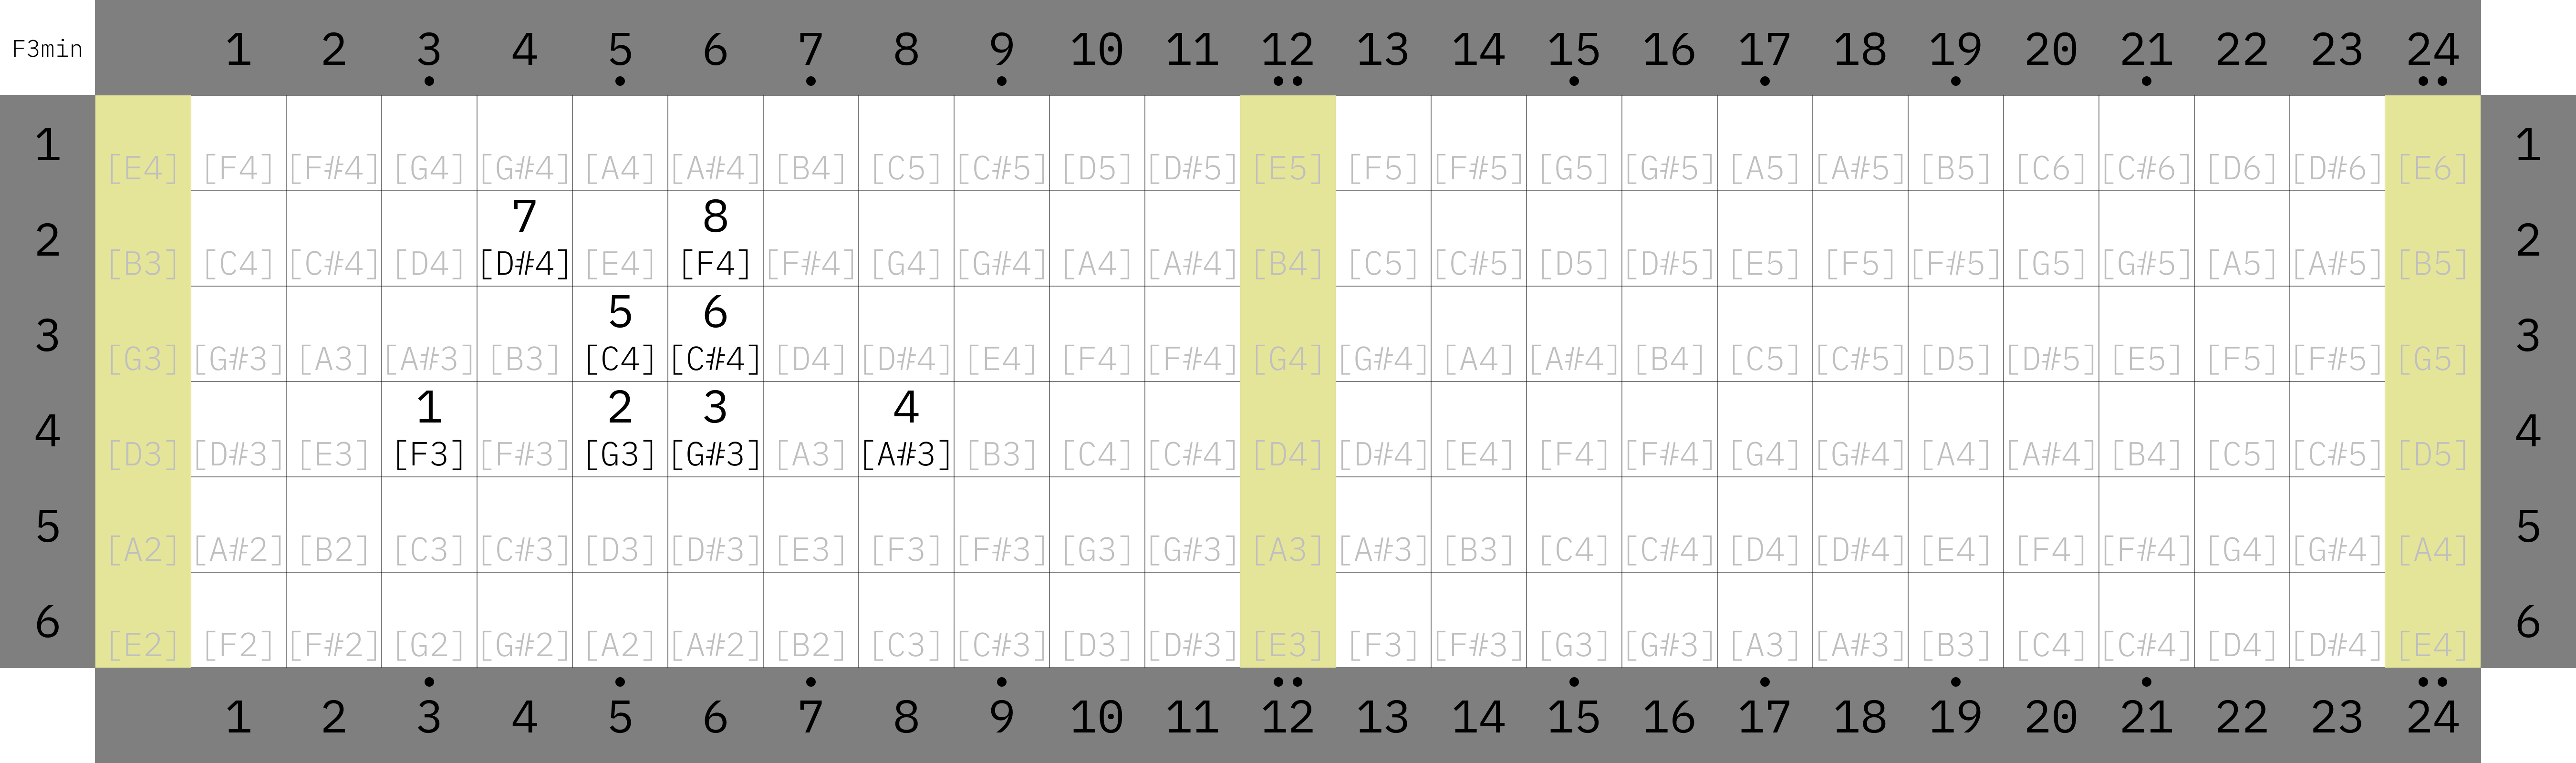 F3min 1 2 3 4 5 6 7 8 9 10 11 12 13 14 15 16 17 18 19 20 21 22 23 24
1 [E4] [F4] [F#4] [G4] [G#4] [A4] [A#4] [B4] [C5] [C#5] [D5] [D#5] [E5] [F5] [F#5] [G5] [G#5] [A5] [A#5] [B5] [C6] [C#6] [D6] [D#6] [E6] 1
7 8
2 [B3] [C4] [C#4] [D4] [D#4] [E4] [F4] [F#4] [G4] [G#4] [A4] [A#4] [B4] [C5] [C#5] [D5] [D#5] [E5] [F5] [F#5] [G5] [G#5] [A5] [A#5] [B5] 2
5 6
3 [G3] [G#3] [A3] [A#3] [B3] [C4] [C#4] [D4] [D#4] [E4] [F4] [F#4] [G4] [G#4] [A4] [A#4] [B4] [C5] [C#5] [D5] [D#5] [E5] [F5] [F#5] [G5] 3
1 2 3 4
4 [D3] [D#3] [E3] [F3] [F#3] [G3] [G#3] [A3] [A#3] [B3] [C4] [C#4] [D4] [D#4] [E4] [F4] [F#4] [G4] [G#4] [A4] [A#4] [B4] [C5] [C#5] [D5] 4
5 [A2] [A#2] [B2] [C3] [C#3] [D3] [D#3] [E3] [F3] [F#3] [G3] [G#3] [A3] [A#3] [B3] [C4] [C#4] [D4] [D#4] [E4] [F4] [F#4] [G4] [G#4] [A4] 5
6 [E2] [F2] [F#2] [G2] [G#2] [A2] [A#2] [B2] [C3] [C#3] [D3] [D#3] [E3] [F3] [F#3] [G3] [G#3] [A3] [A#3] [B3] [C4] [C#4] [D4] [D#4] [E4] 6
1 2 3 4 5 6 7 8 9 10 11 12 13 14 15 16 17 18 19 20 21 22 23 24